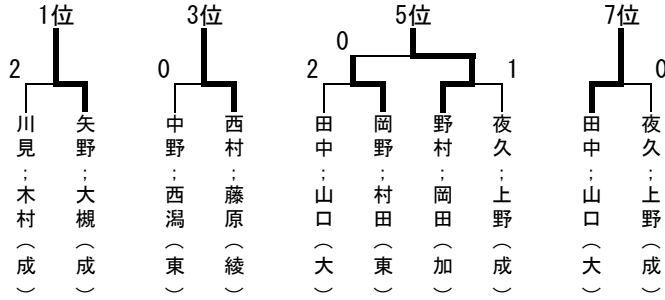 1位
3位
5位
7位
0
2
0
2
1
0
川見;木村(成)
矢野;大槻(成)
中野;西潟(東)
西村;藤原(綾)
田中;山口(大)
岡野;村田(東)
野村;岡田(加)
夜久;上野(成)
田中;山口(大)
夜久;上野(成)